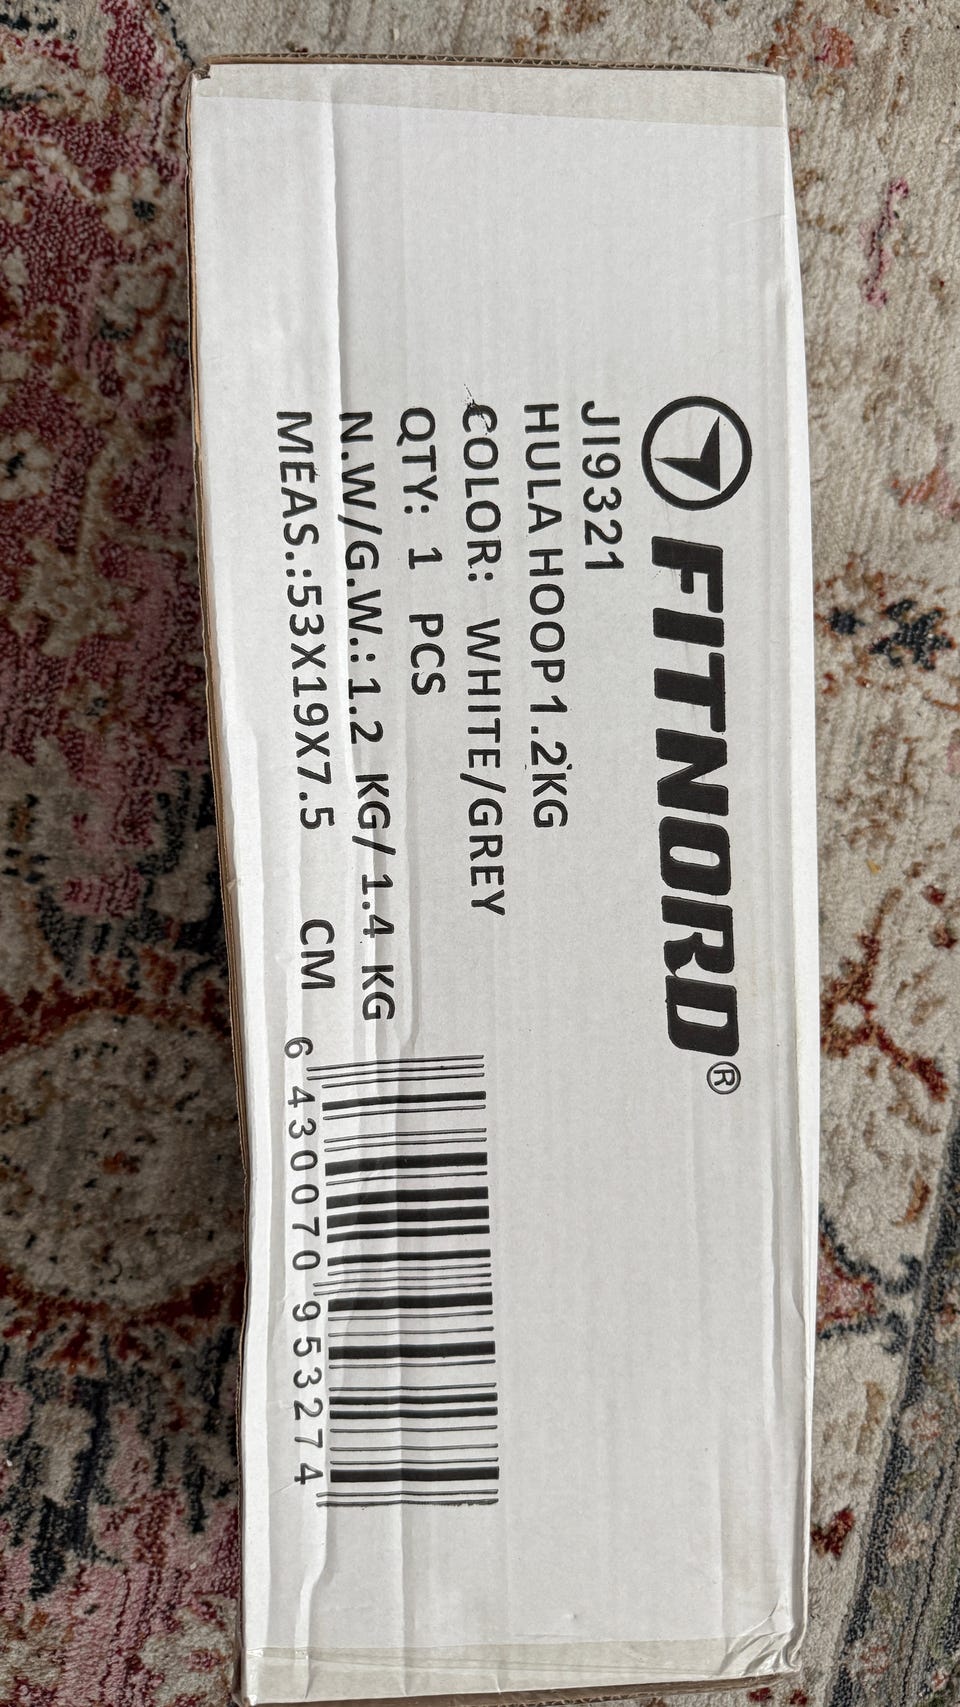 FITNORD®
JI9321
HULA HOOP 1.2KG
COLOR: WHITE/GREY
QTY: 1 PCS
N.W/G.W.: 1.2 KG/ 1.4 KG
MEAS.:53X19X7.5 CM
6 430070 953274